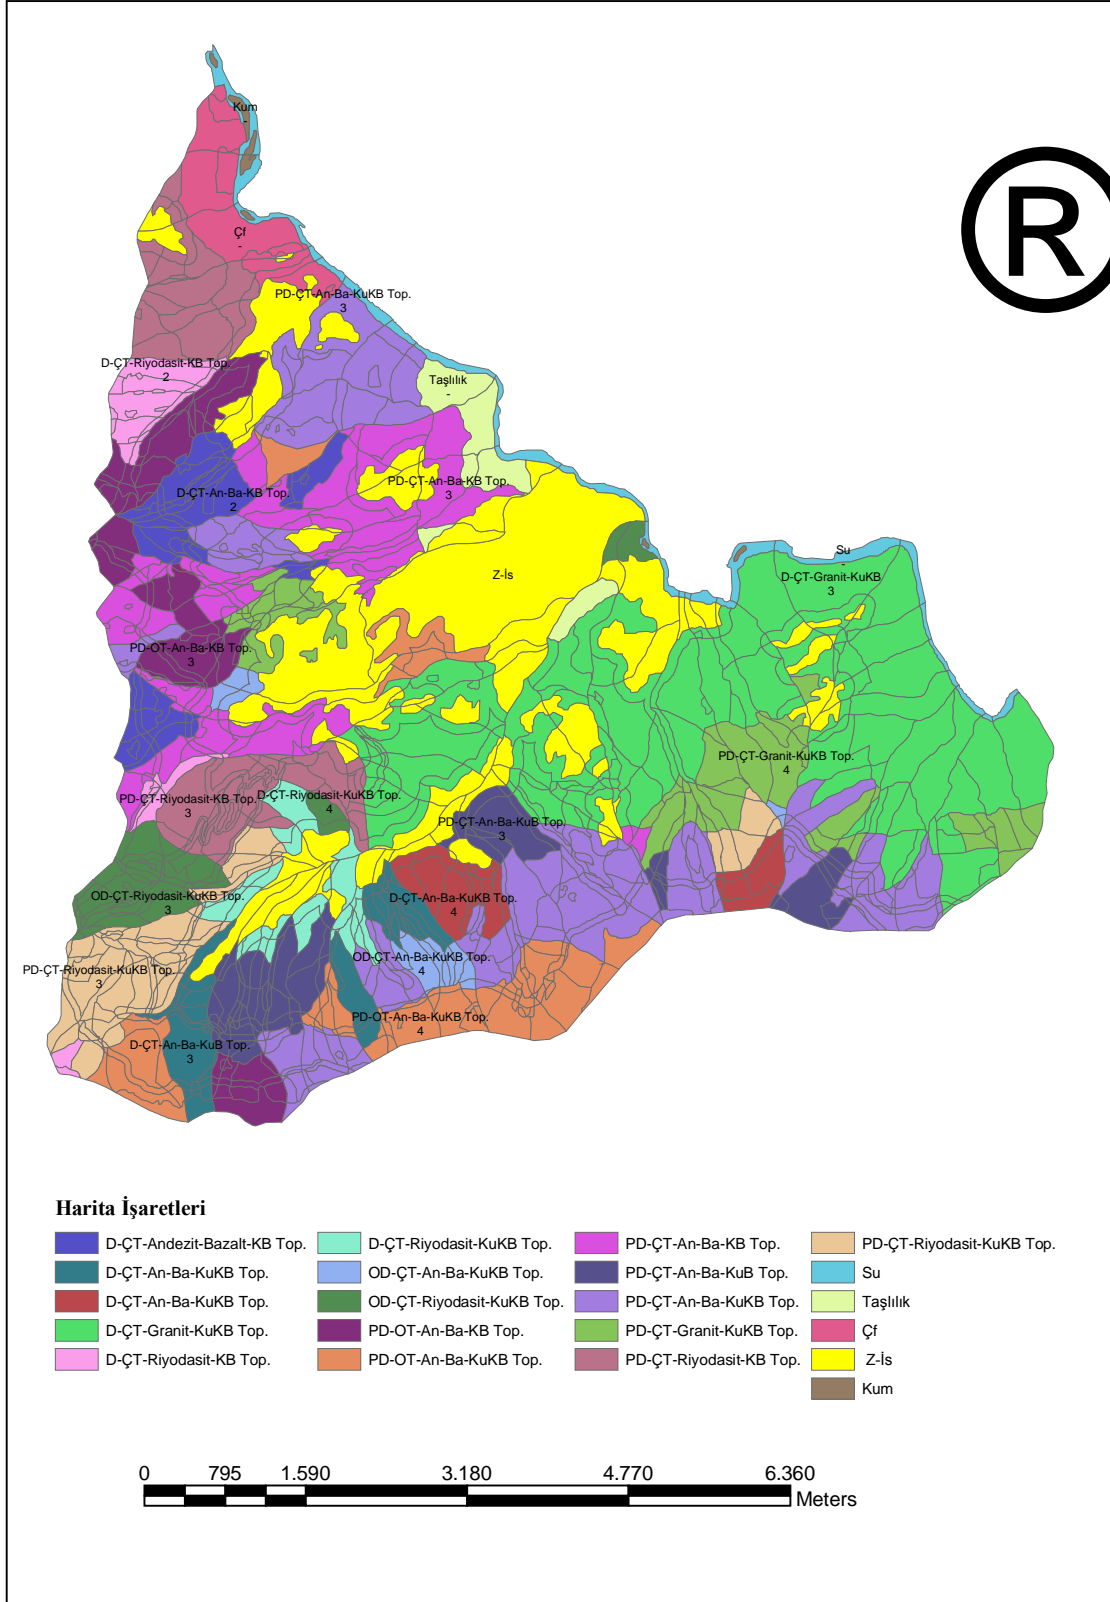 Kum
-
R
Çf
-
PD-ÇT-An-Ba-KuKB Top.
3
D-ÇT-Riyodasit-KB Top.
2
Taşlılık
-
PD-ÇT-An-Ba-KB Top.
3
D-ÇT-An-Ba-KB Top.
2
Su
-
Z-İs
D-ÇT-Granit-KuKB
3
PD-OT-An-Ba-KB Top.
3
PD-ÇT-Granit-KuKB Top.
4
D-ÇT-Riyodasit-KuKB Top.
4
PD-ÇT-Riyodasit-KB Top.
3
PD-ÇT-An-Ba-KuB Top.
3
OD-ÇT-Riyodasit-KuKB Top.
3
D-ÇT-An-Ba-KuKB Top.
4
OD-ÇT-An-Ba-KuKB Top.
4
PD-ÇT-Riyodasit-KuKB Top.
3
PD-OT-An-Ba-KuKB Top.
4
D-ÇT-An-Ba-KuB Top.
3
Harita İşaretleri
D-ÇT-Andezit-Bazalt-KB Top.
D-ÇT-An-Ba-KuKB Top.
D-ÇT-An-Ba-KuKB Top.
D-ÇT-Granit-KuKB Top.
D-ÇT-Riyodasit-KB Top.
D-ÇT-Riyodasit-KuKB Top.
OD-ÇT-An-Ba-KuKB Top.
OD-ÇT-Riyodasit-KuKB Top.
PD-OT-An-Ba-KB Top.
PD-OT-An-Ba-KuKB Top.
PD-ÇT-An-Ba-KB Top.
PD-ÇT-An-Ba-KuB Top.
PD-ÇT-An-Ba-KuKB Top.
PD-ÇT-Granit-KuKB Top.
PD-ÇT-Riyodasit-KB Top.
PD-ÇT-Riyodasit-KuKB Top.
Su
Taşlılık
Çf
Z-İs
Kum
0 795 1.590 3.180 4.770 6.360
Meters